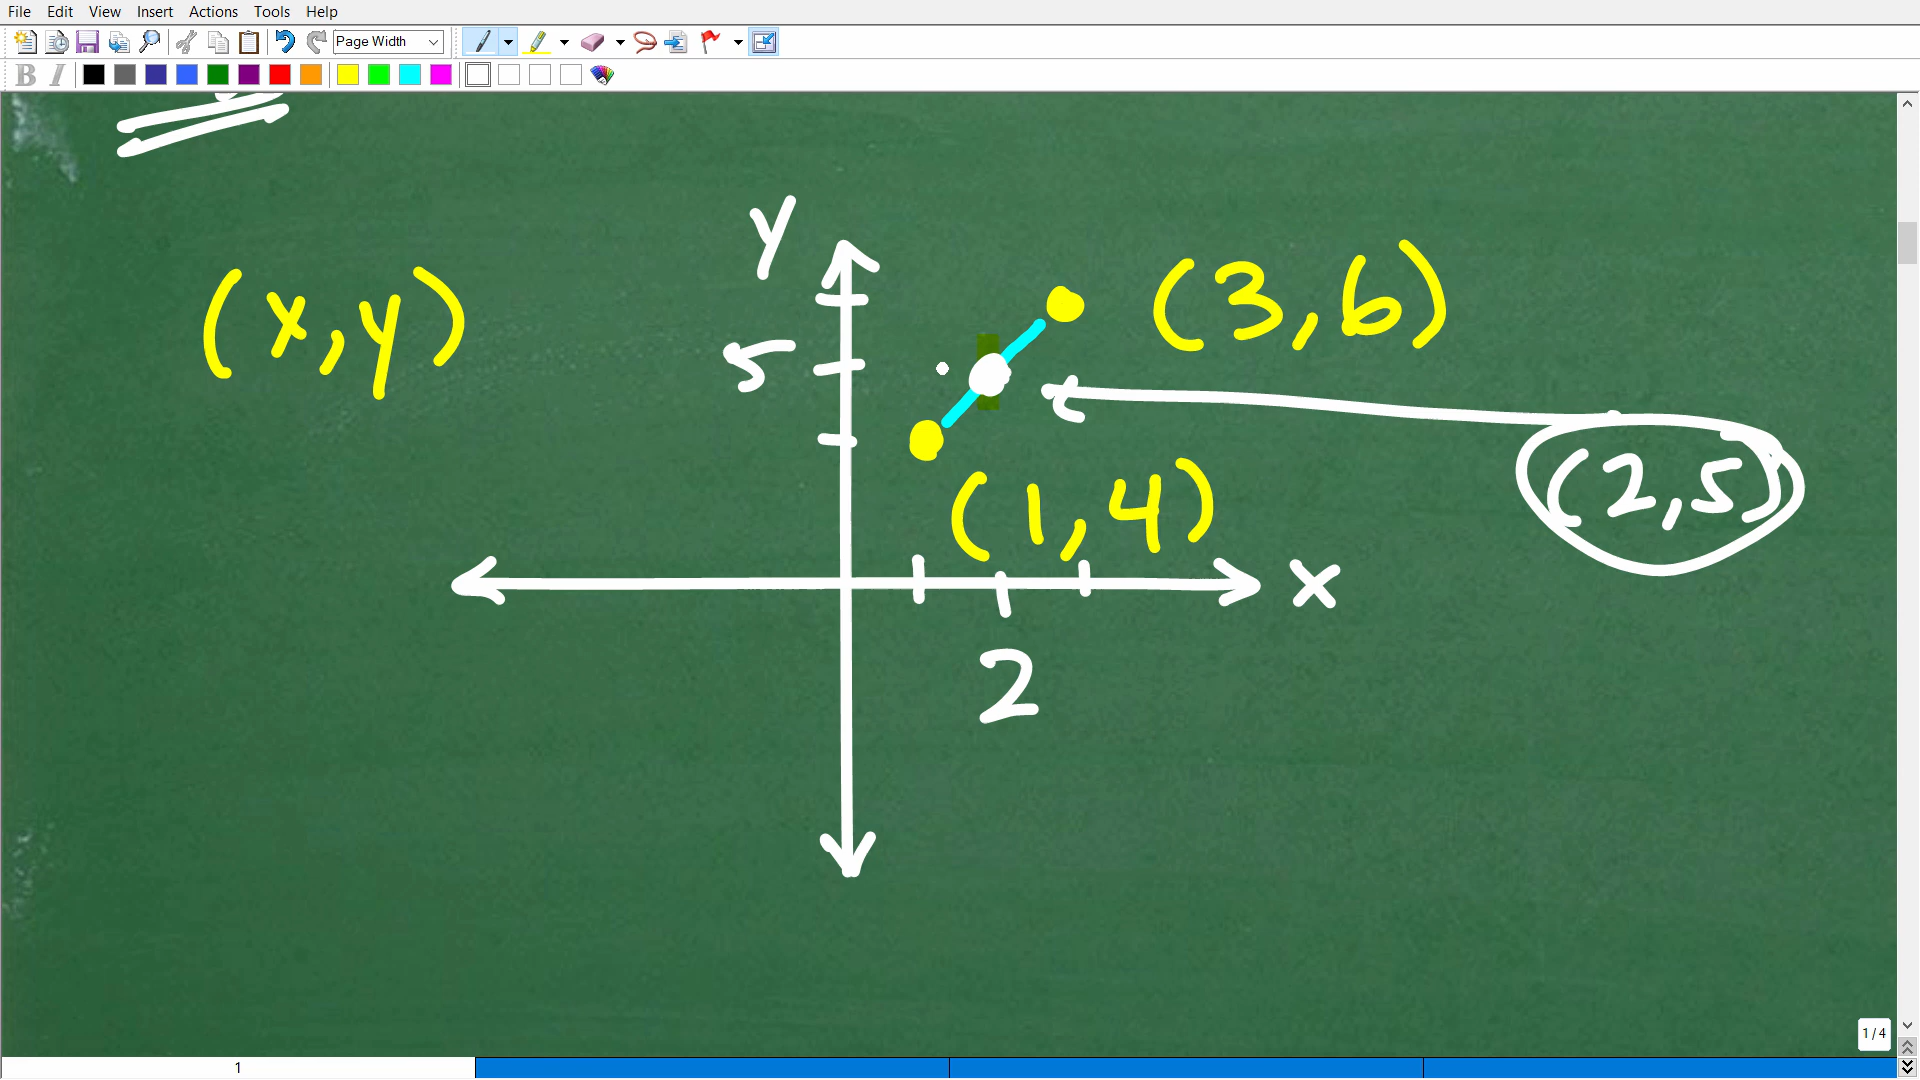 File Edit View Insert Actions Tools Help
Page Width
B I
y
(x,y)
(3,6)
5
(2,5)
(1,4)
x
2
1/4
1